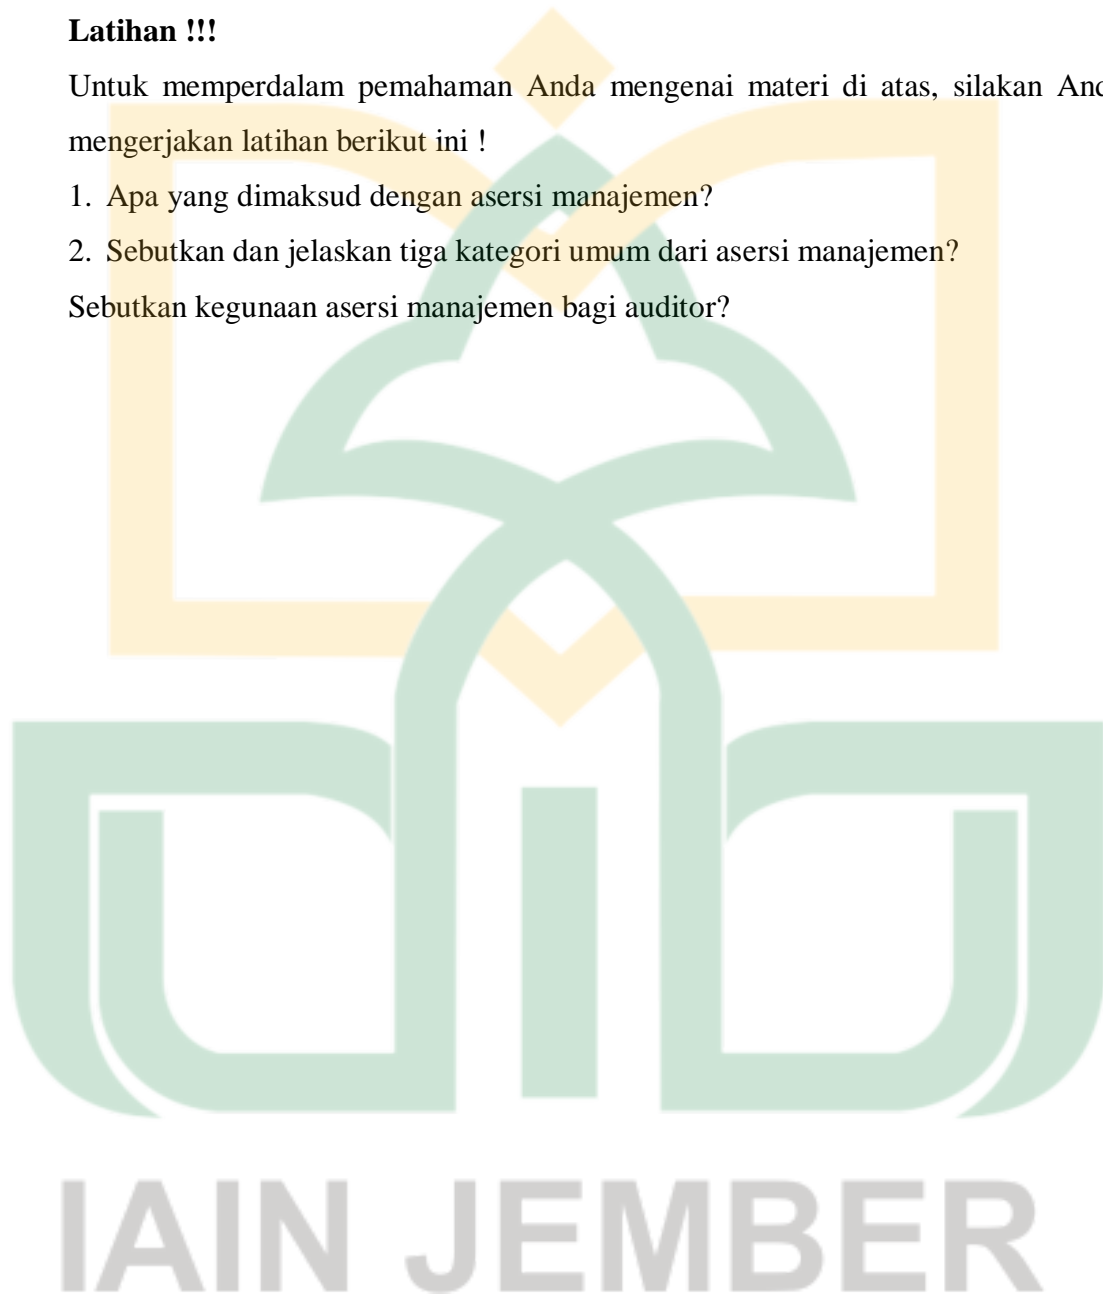 Latihan !!!
Untuk memperdalam pemahaman Anda mengenai materi di atas, silakan And
mengerjakan latihan berikut ini !
1. Apa yang dimaksud dengan asersi manajemen?
2. Sebutkan dan jelaskan tiga kategori umum dari asersi manajemen?
Sebutkan kegunaan asersi manajemen bagi auditor?
IAIN JEMBER